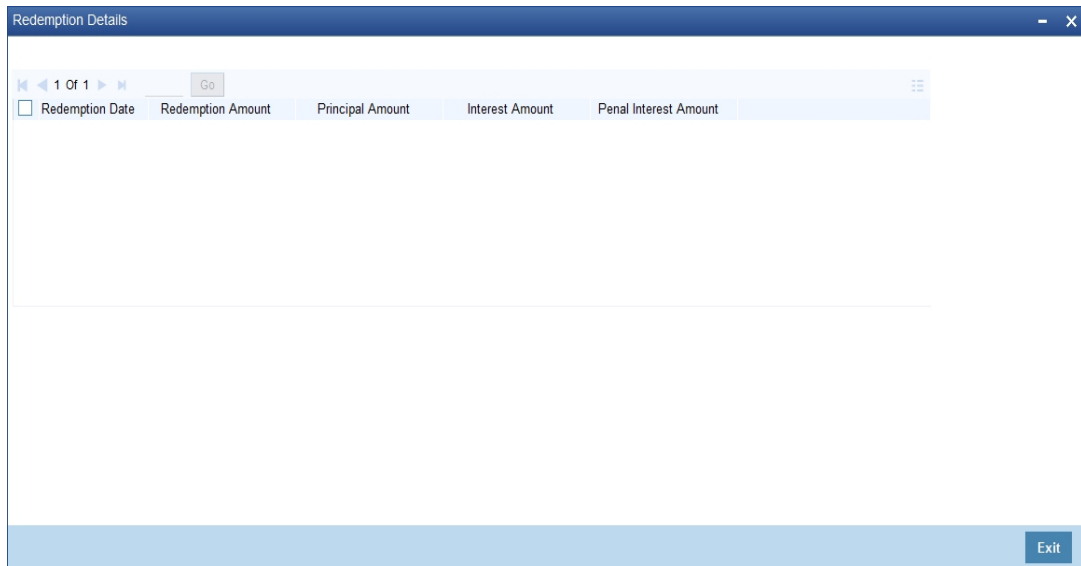 Redemption Details
1 Of 1 Go
Redemption Date Redemption Amount Principal Amount Interest Amount Penal Interest Amount
Exit